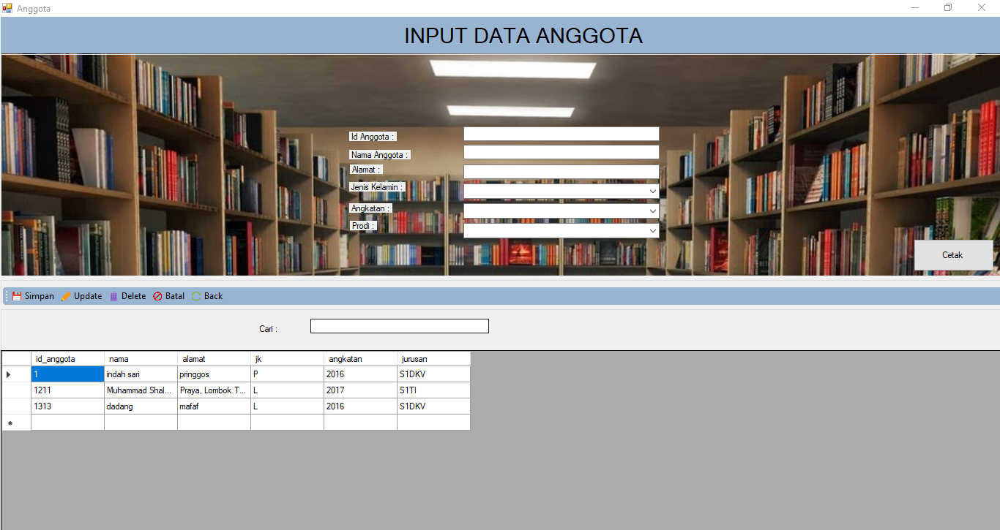 Anggota
INPUT DATA ANGGOTA
Id Anggota :
Nama Anggota :
Alamat :
Jenis Kelamin :
Angkatan :
Prodi :
Cetak
Simpan Update Delete Batal Back
Cari :
id_anggota nama alamat jk angkatan jurusan
1 indah sari pringgos P 2016 S1DKV
1211 Muhammad Shal... Praya, Lombok T... L 2017 S1TI
1313 dadang mafaf L 2016 S1DKV